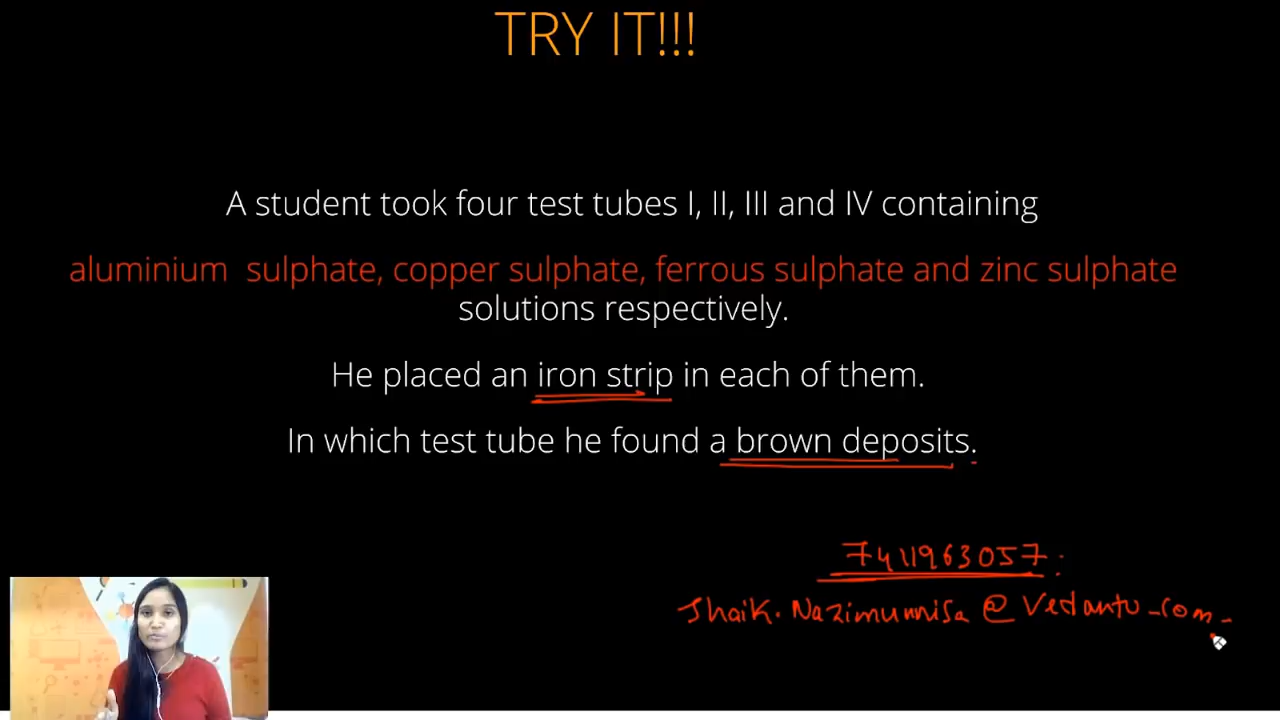 TRY IT!!!
A student took four test tubes I, II, III and IV containing
aluminium sulphate, copper sulphate, ferrous sulphate and zinc sulphate
solutions respectively.
He placed an iron strip in each of them.
In which test tube he found a brown deposits.
7411963057:
Shaik.Nazimunnisa@Vedantu.com